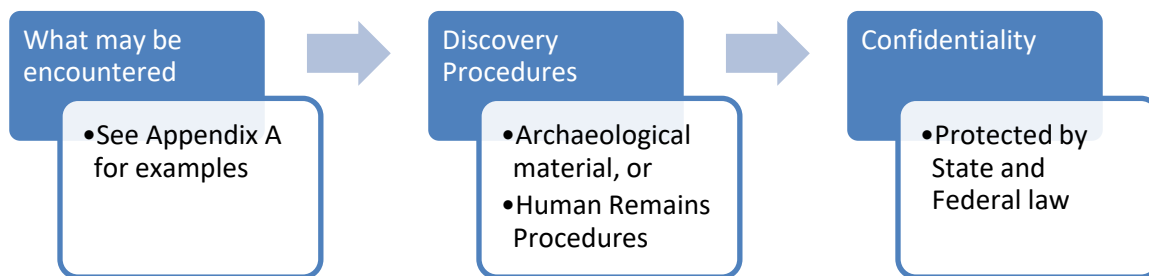 What may be
encountered
•See Appendix A
for examples
Discovery
Procedures
•Archaeological
material, or
•Human Remains
Procedures
Confidentiality
•Protected by
State and
Federal law